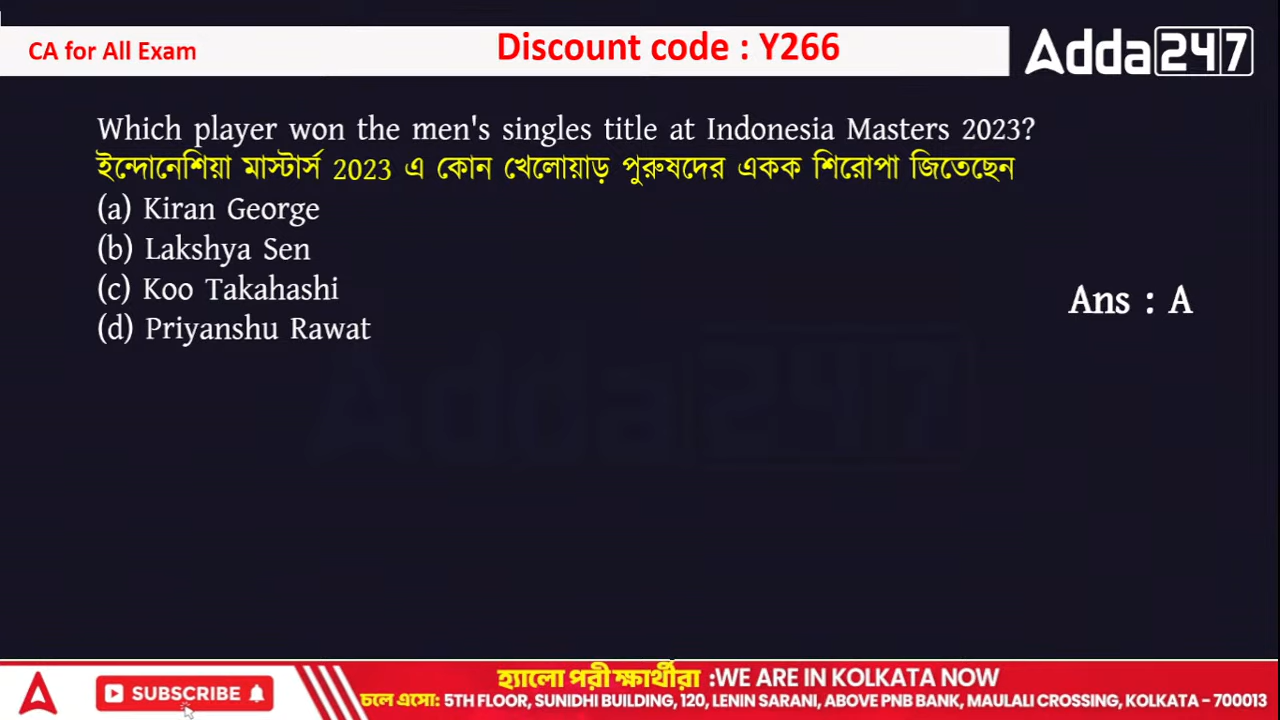 CA for All Exam
Discount code : Y266
Adda247
Which player won the men's singles title at Indonesia Masters 2023?
ইন্দোনেশিয়া মাস্টার্স 2023 এ কোন খেলোয়াড় পুরুষদের একক শিরোপা জিতেছেন
(a) Kiran George
(b) Lakshya Sen
(c) Koo Takahashi
(d) Priyanshu Rawat
Ans : A
Adda247
SUBSCRIBE
হ্যালো পরীক্ষার্থীরা :WE ARE IN KOLKATA NOW
চলে এসো: 5TH FLOOR, SUNIDHI BUILDING, 120, LENIN SARANI, ABOVE PNB BANK, MAULALI CROSSING, KOLKATA - 700013